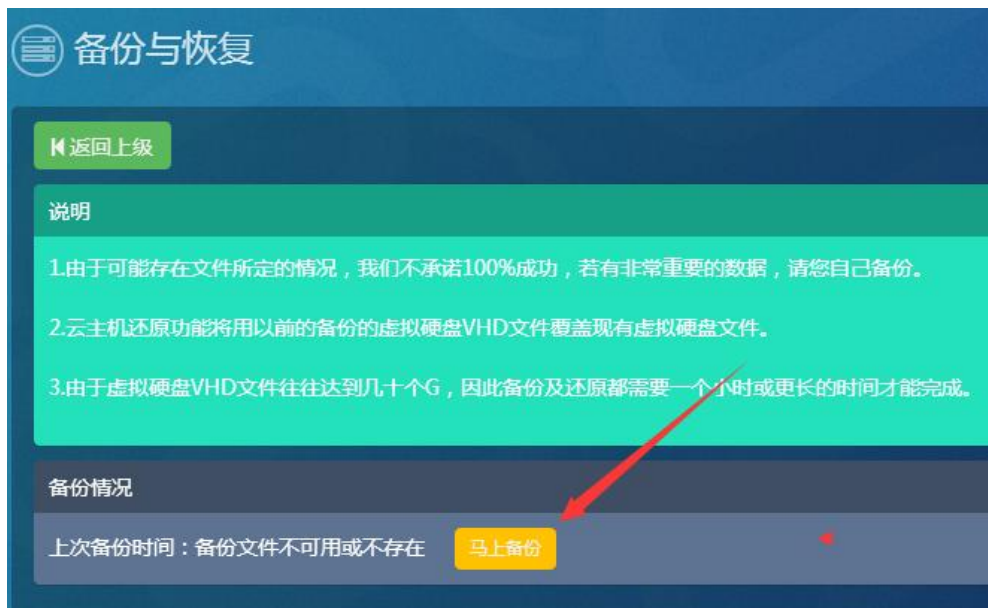 备份与恢复
返回上级
说明
1.由于可能存在文件所定的情况，我们不承诺100%成功，若有非常重要的数据，请您自己备份。
2.云主机还原功能将用以前的备份的虚拟硬盘VHD文件覆盖现有虚拟硬盘文件。
3.由于虚拟硬盘VHD文件往往达到几十个G，因此备份及还原都需要一个小时或更长的时间才能完成。
备份情况
上次备份时间：备份文件不可用或不存在 马上备份